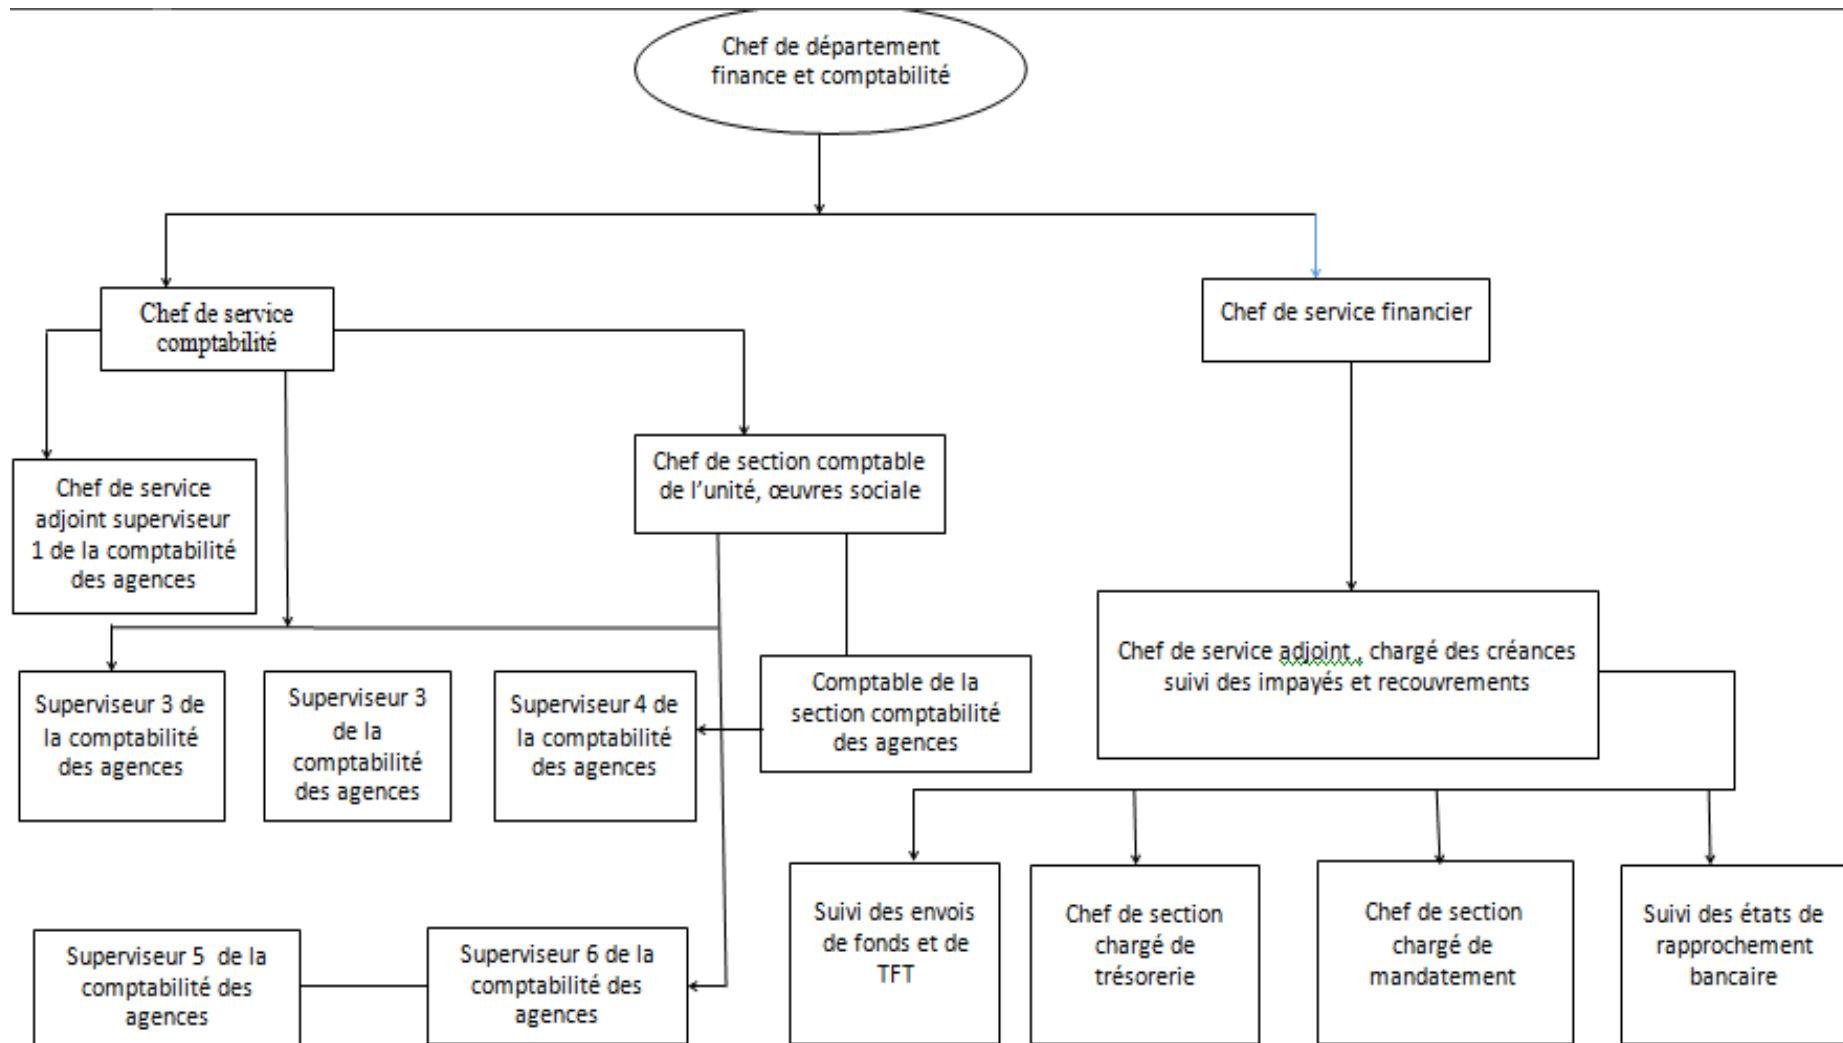 Chef de département
finance et comptabilité
Chef de service
comptabilité
Chef de service financier
Chef de section comptable
de l’unité, œuvres sociale
Chef de service
adjoint superviseur
1 de la comptabilité
des agences
Chef de service adjoint , chargé des créances
suivi des impayés et recouvrements
Superviseur 3 de
la comptabilité
des agences
Superviseur 3
de la
comptabilité
des agences
Superviseur 4 de
la comptabilité
des agences
Comptable de la
section comptabilité
des agences
Suivi des envois
de fonds et de
TFT
Chef de section
chargé de
trésorerie
Chef de section
chargé de
mandatement
Suivi des états de
rapprochement
bancaire
Superviseur 5 de la
comptabilité des
agences
Superviseur 6 de la
comptabilité des
agences